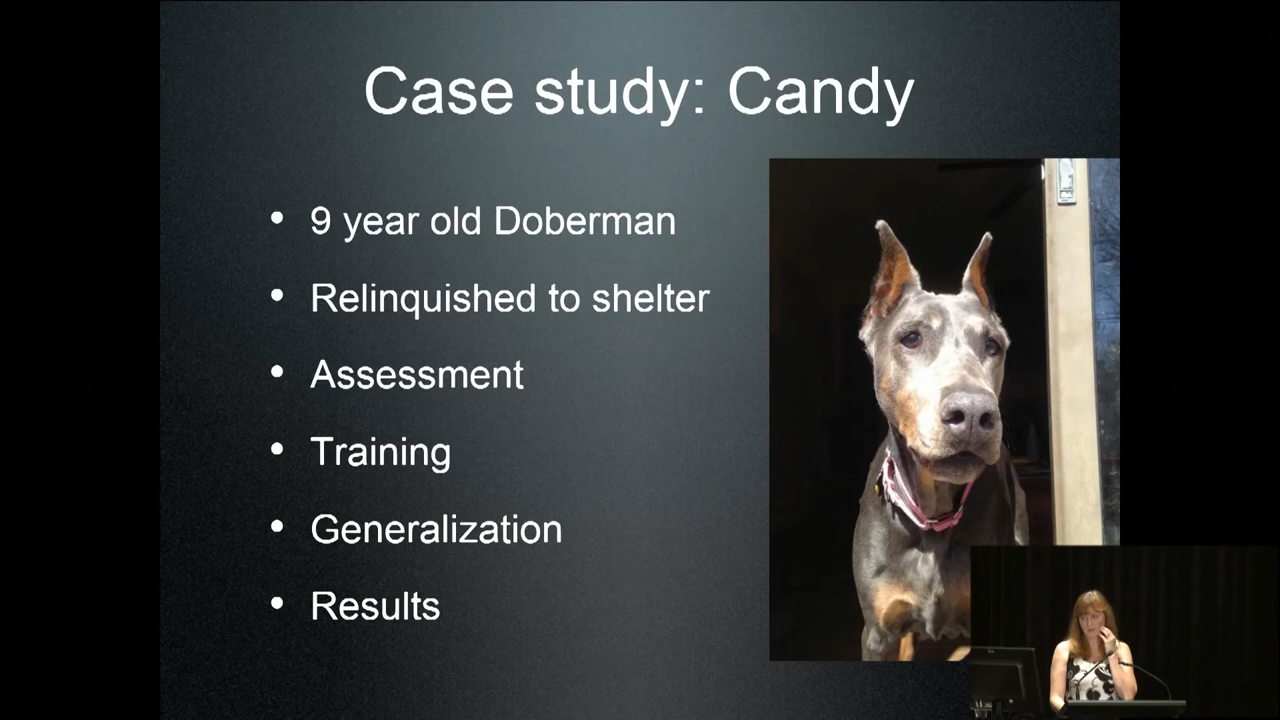 Case study: Candy
• 9 year old Doberman
• Relinquished to shelter
• Assessment
• Training
• Generalization
• Results